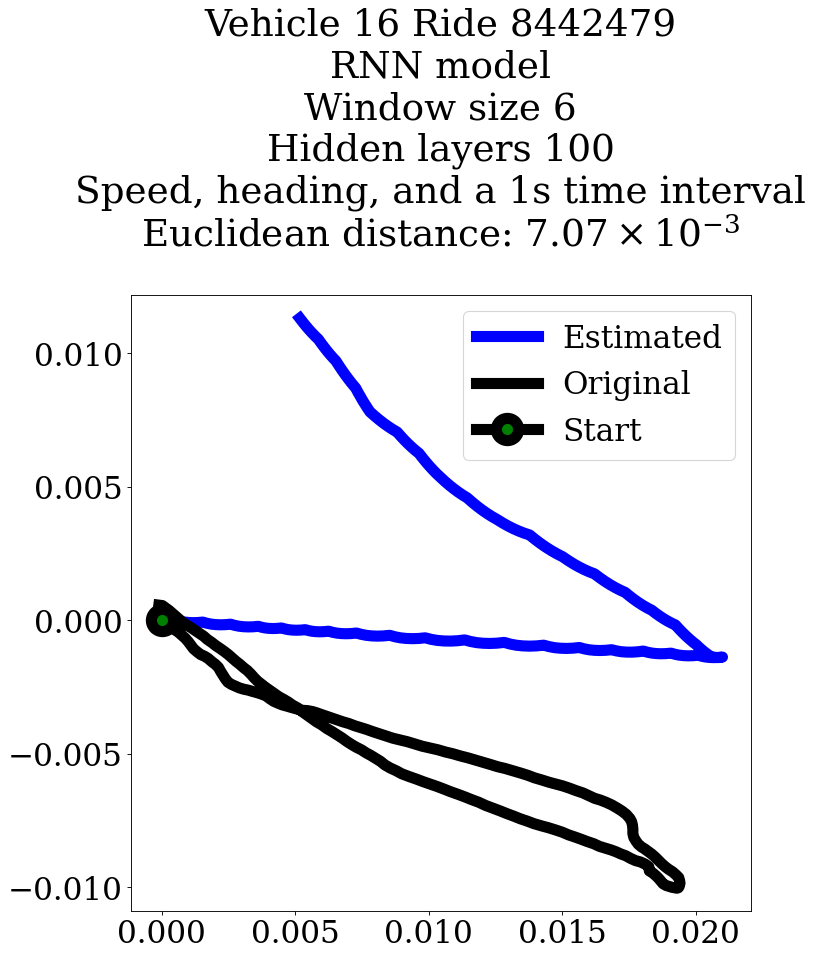 Vehicle 16 Ride 8442479
RNN model
Window size 6
Hidden layers 100
Speed, heading, and a 1s time interval
Euclidean distance: 7.07 × 10⁻³
Estimated
Original
Start
0.010
0.005
0.000
−0.005
−0.010
0.000 0.005 0.010 0.015 0.020